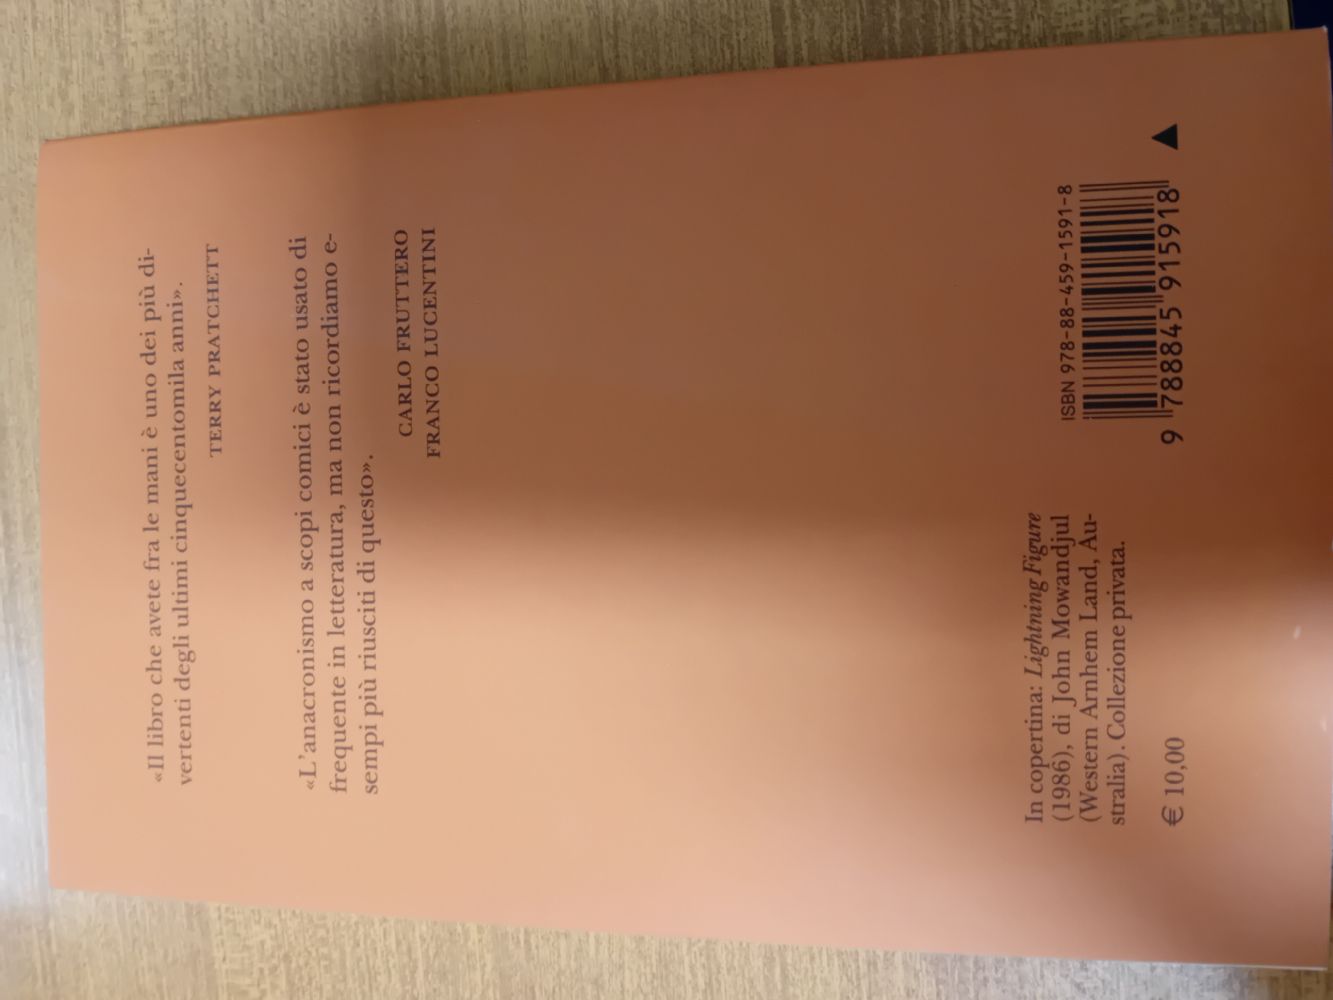 «Il libro che avete fra le mani è uno dei più di-
vertenti degli ultimi cinquecentomila anni».
TERRY PRATCHETT
«L'anacronismo a scopi comici è stato usato di
frequente in letteratura, ma non ricordiamo e-
sempi più riusciti di questo».
CARLO FRUTTERO
FRANCO LUCENTINI
In copertina: Lightning Figure
(1986), di John Mowandjul
(Western Arnhem Land, Au-
stralia). Collezione privata.
€ 10,00
ISBN 978-88-459-1591-8
9 788845 915918